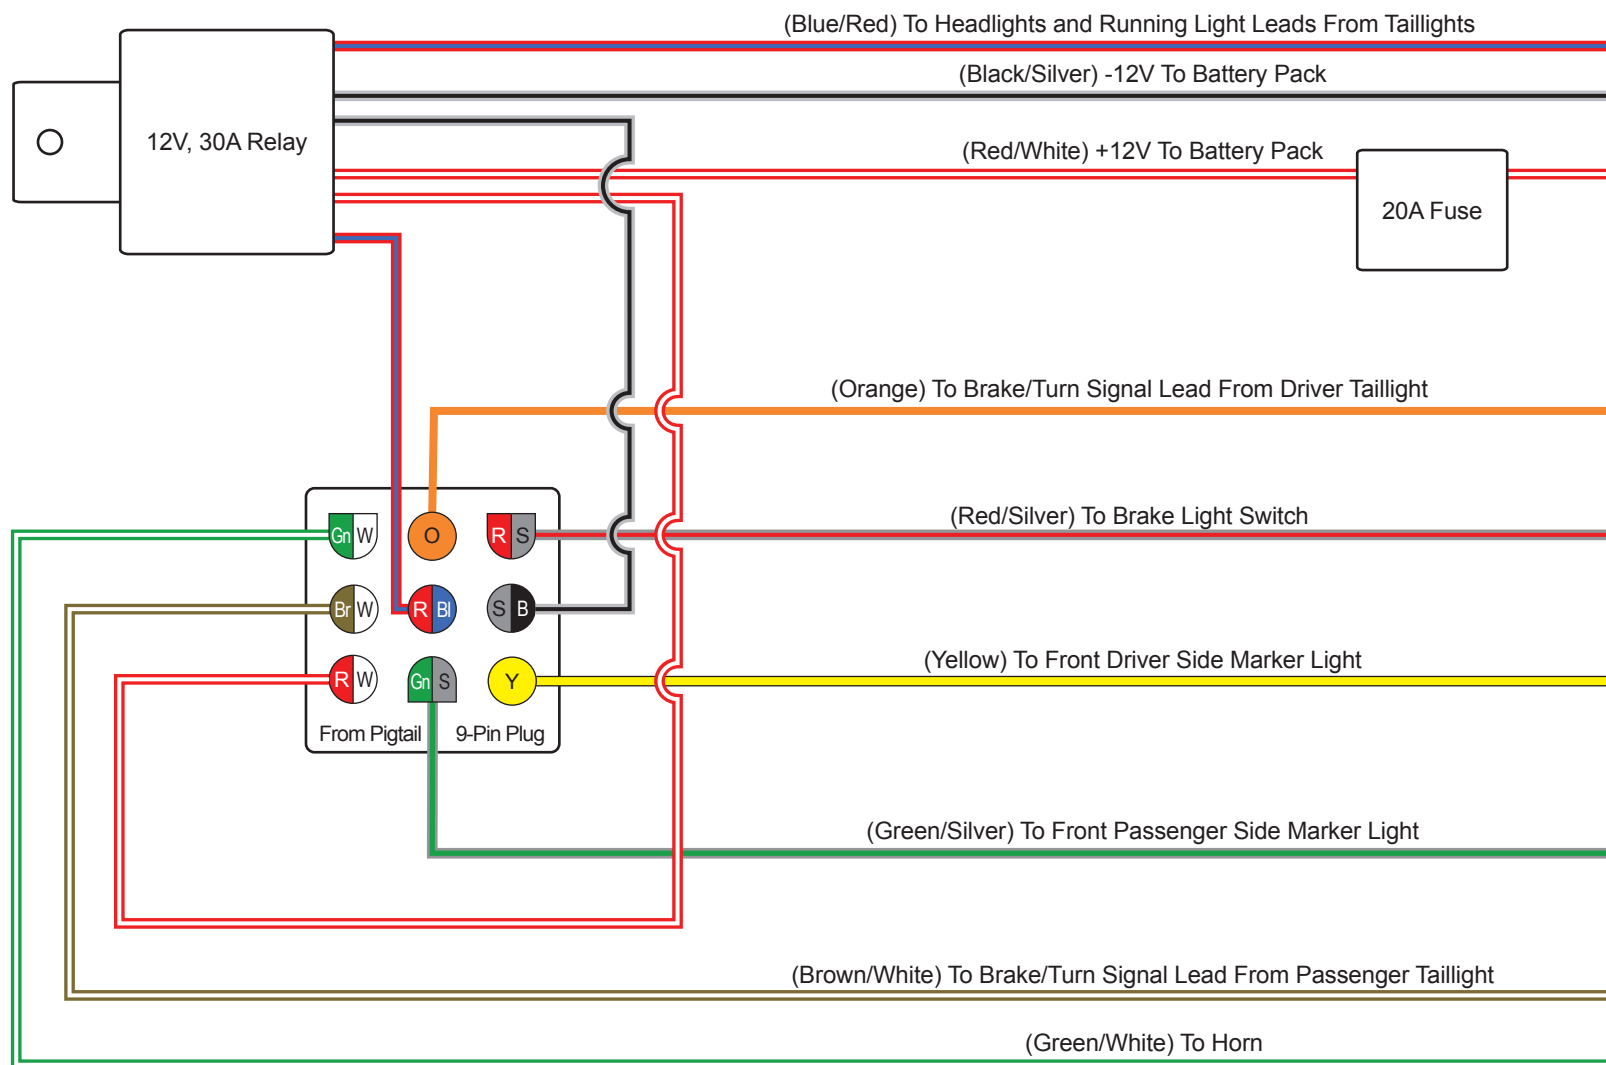 (Blue/Red) To Headlights and Running Light Leads From Taillights
(Black/Silver) -12V To Battery Pack
12V, 30A Relay
(Red/White) +12V To Battery Pack
20A Fuse
(Orange) To Brake/Turn Signal Lead From Driver Taillight
(Red/Silver) To Brake Light Switch
Gn W O R S
Br W R Bl S B
(Yellow) To Front Driver Side Marker Light
R W Gn S Y
From Pigtail 9-Pin Plug
(Green/Silver) To Front Passenger Side Marker Light
(Brown/White) To Brake/Turn Signal Lead From Passenger Taillight
(Green/White) To Horn